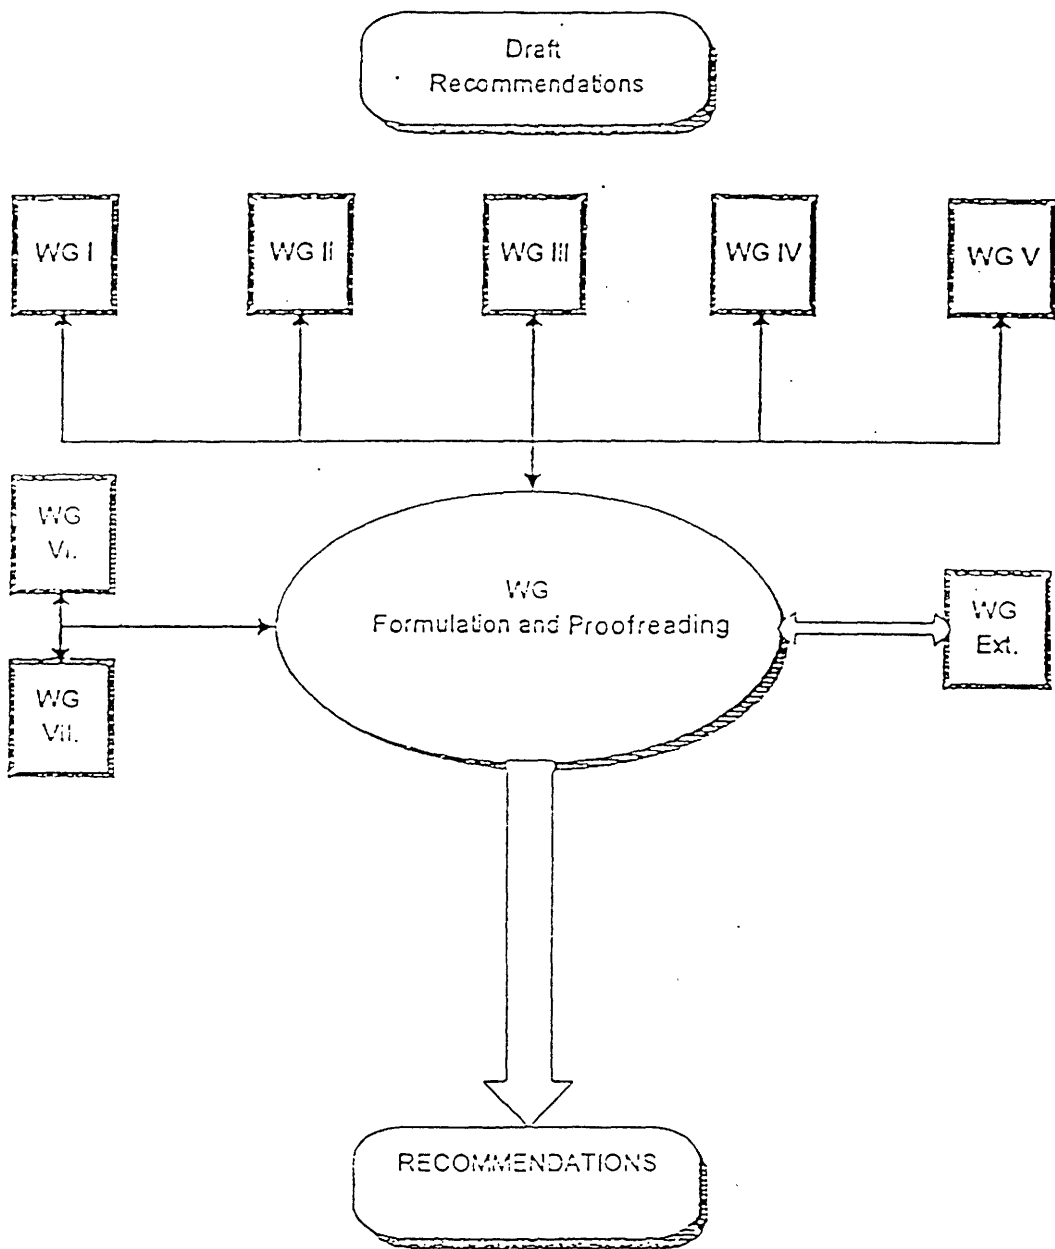 Draft
Recommendations
WG I
WG II
WG III
WG IV
WG V
WG
VI.
WG
Formulation and Proofreading
WG
Ext.
WG
VII.
RECOMMENDATIONS